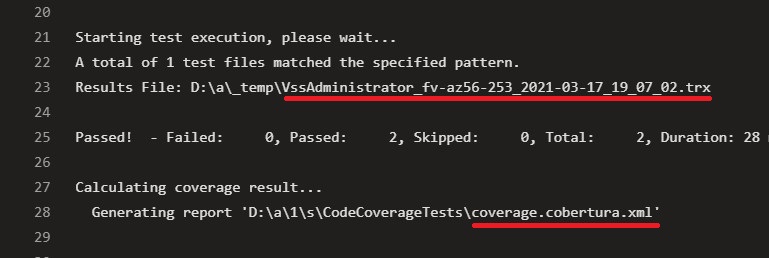 20
21 Starting test execution, please wait...
22 A total of 1 test files matched the specified pattern.
23 Results File: D:\a\_temp\VssAdministrator_fv-az56-253_2021-03-17_19_07_02.trx
24
25 Passed!  - Failed:     0, Passed:     2, Skipped:     0, Total:     2, Duration: 28
26
27 Calculating coverage result...
28   Generating report 'D:\a\1\s\CodeCoverageTests\coverage.cobertura.xml'
29